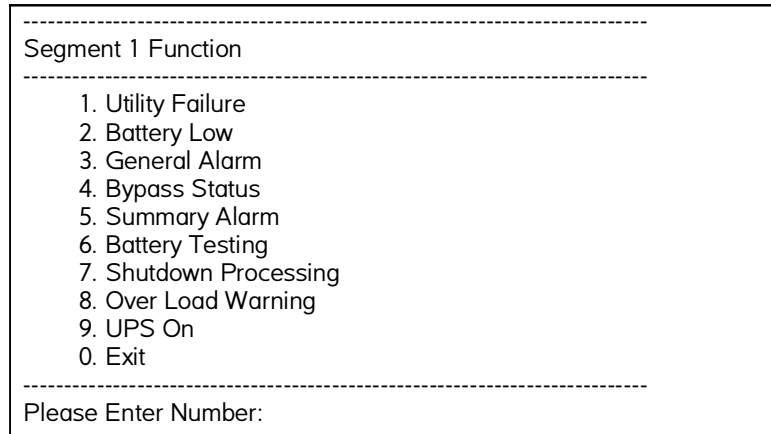 ---------------------------------------------------------------------------
Segment 1 Function
---------------------------------------------------------------------------
1. Utility Failure
2. Battery Low
3. General Alarm
4. Bypass Status
5. Summary Alarm
6. Battery Testing
7. Shutdown Processing
8. Over Load Warning
9. UPS On
0. Exit
---------------------------------------------------------------------------
Please Enter Number: